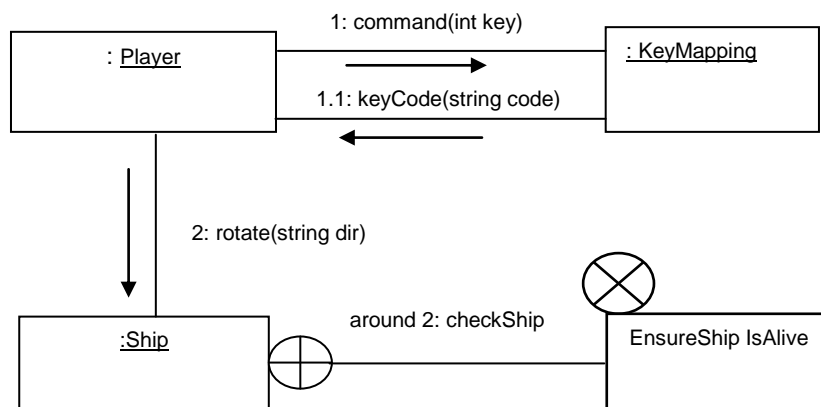 1: command(int key)
: Player
: KeyMapping
1.1: keyCode(string code)
2: rotate(string dir)
around 2: checkShip
:Ship
EnsureShip IsAlive